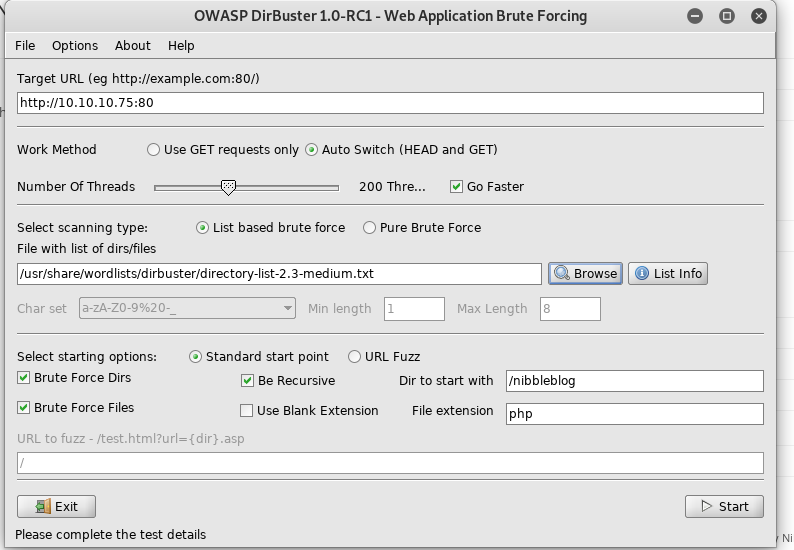 OWASP DirBuster 1.0-RC1 - Web Application Brute Forcing
File Options About Help
Target URL (eg http://example.com:80/)
http://10.10.10.75:80
Work Method Use GET requests only Auto Switch (HEAD and GET)
Number Of Threads 200 Thre... Go Faster
Select scanning type: List based brute force Pure Brute Force
File with list of dirs/files
/usr/share/wordlists/dirbuster/directory-list-2.3-medium.txt Browse List Info
Char set a-zA-Z0-9%20-_ Min length 1 Max Length 8
Select starting options: Standard start point URL Fuzz
Brute Force Dirs Be Recursive Dir to start with /nibbleblog
Brute Force Files Use Blank Extension File extension php
URL to fuzz - /test.html?url={dir}.asp
/
Exit Start
Please complete the test details